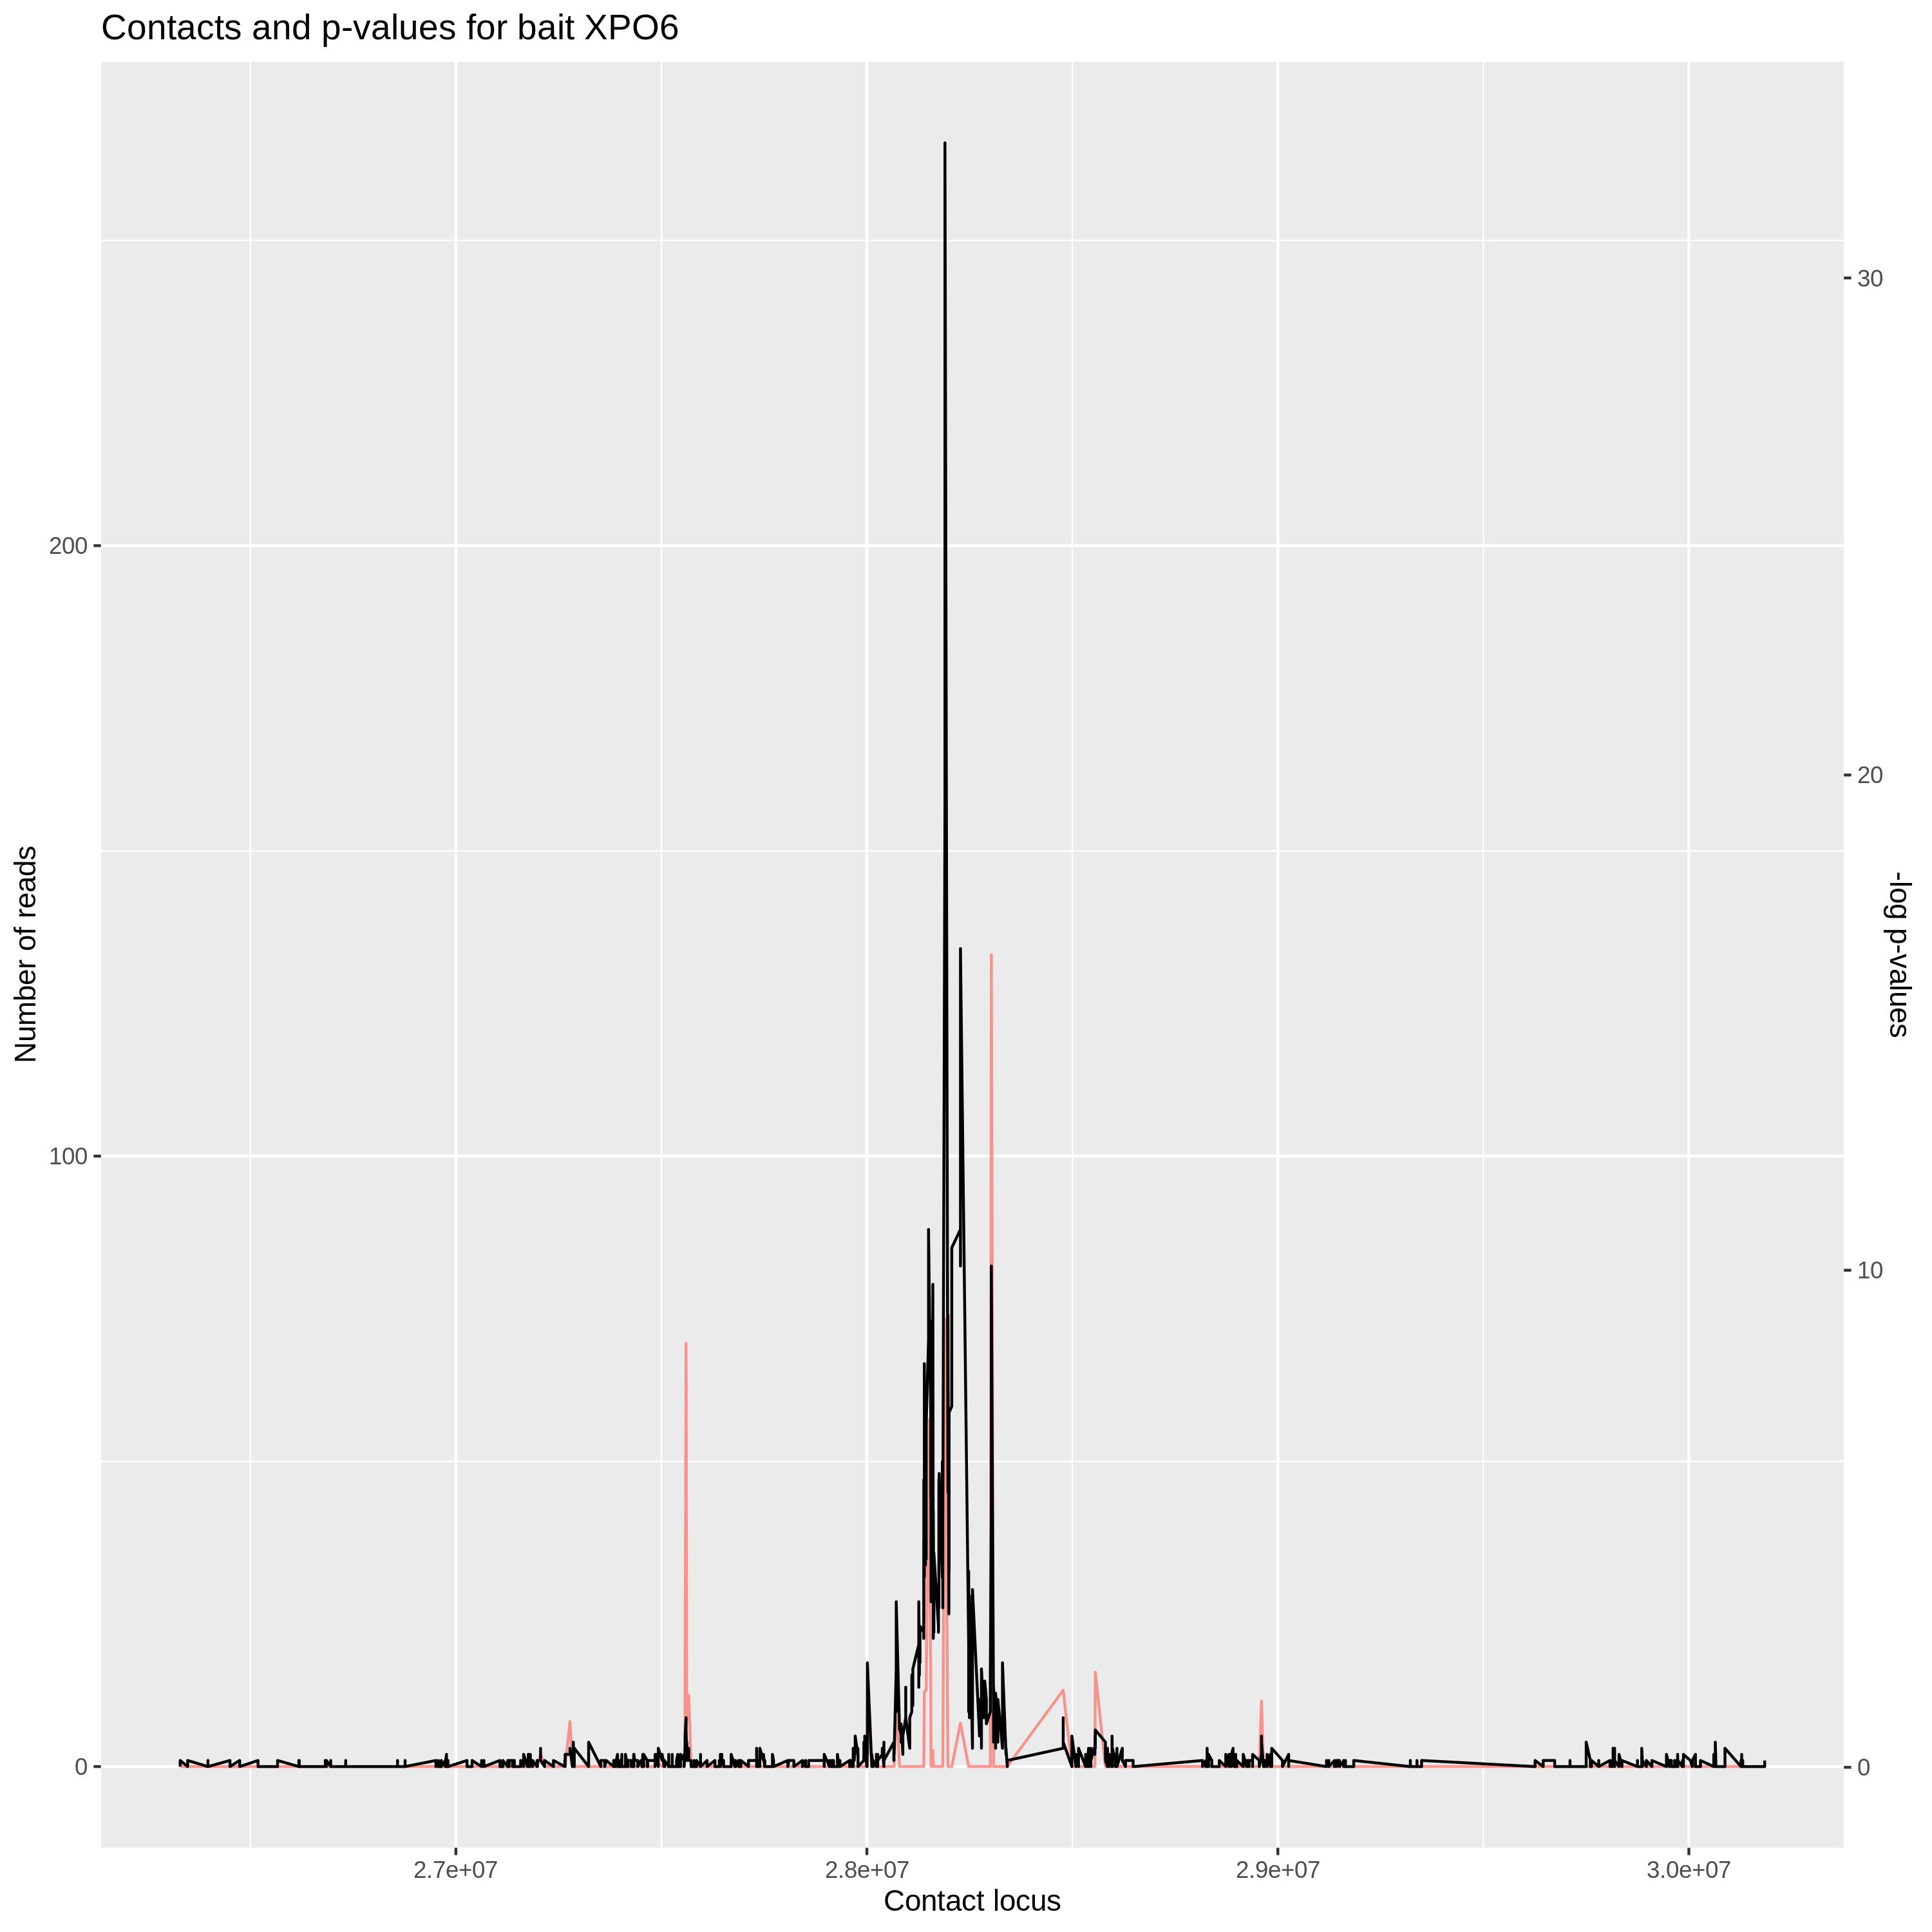 Contacts and p-values for bait XPO6
Number of reads
200
100
0
30
20
10
0
-log p-values
2.7e+07
2.8e+07
2.9e+07
3.0e+07
Contact locus